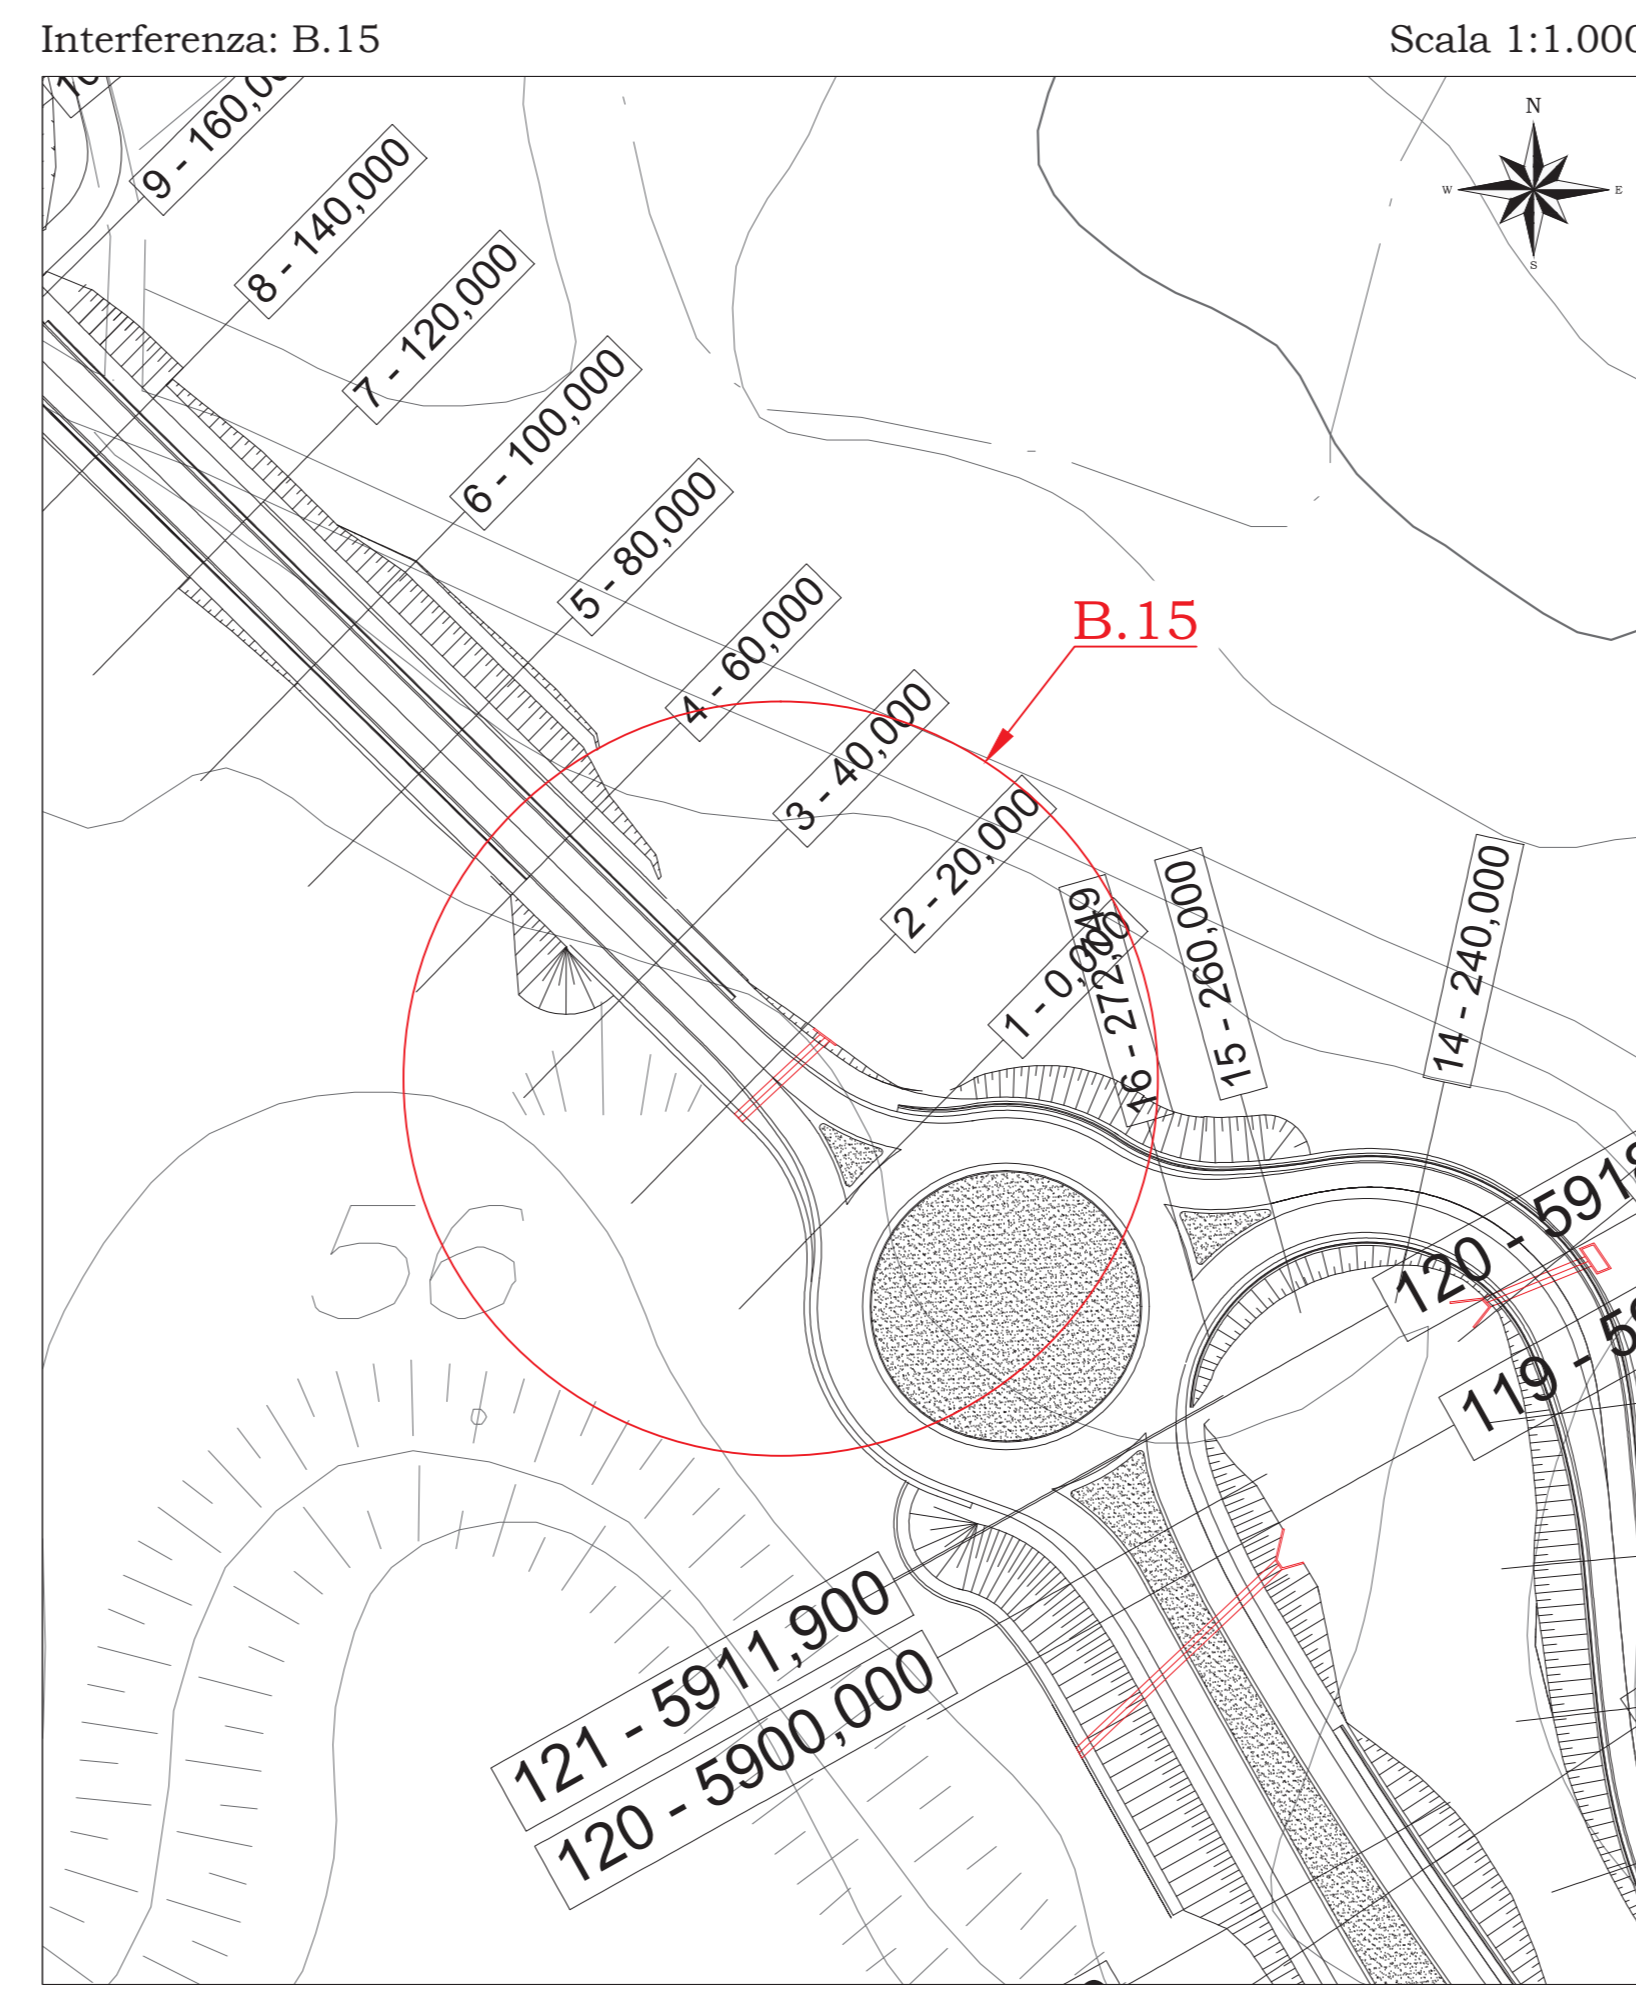 Interferenza: B.15
Scala 1:1.000
N
W
E
S
9 - 160,0
8 - 140,000
7 - 120,000
6 - 100,000
5 - 80,000
4 - 60,000
B.15
3 - 40,000
2 - 20,000
1 - 0,000
15 - 260,000
14 - 240,000
56
120 - 591
119 - 5
121 - 5911,900
120 - 5900,000